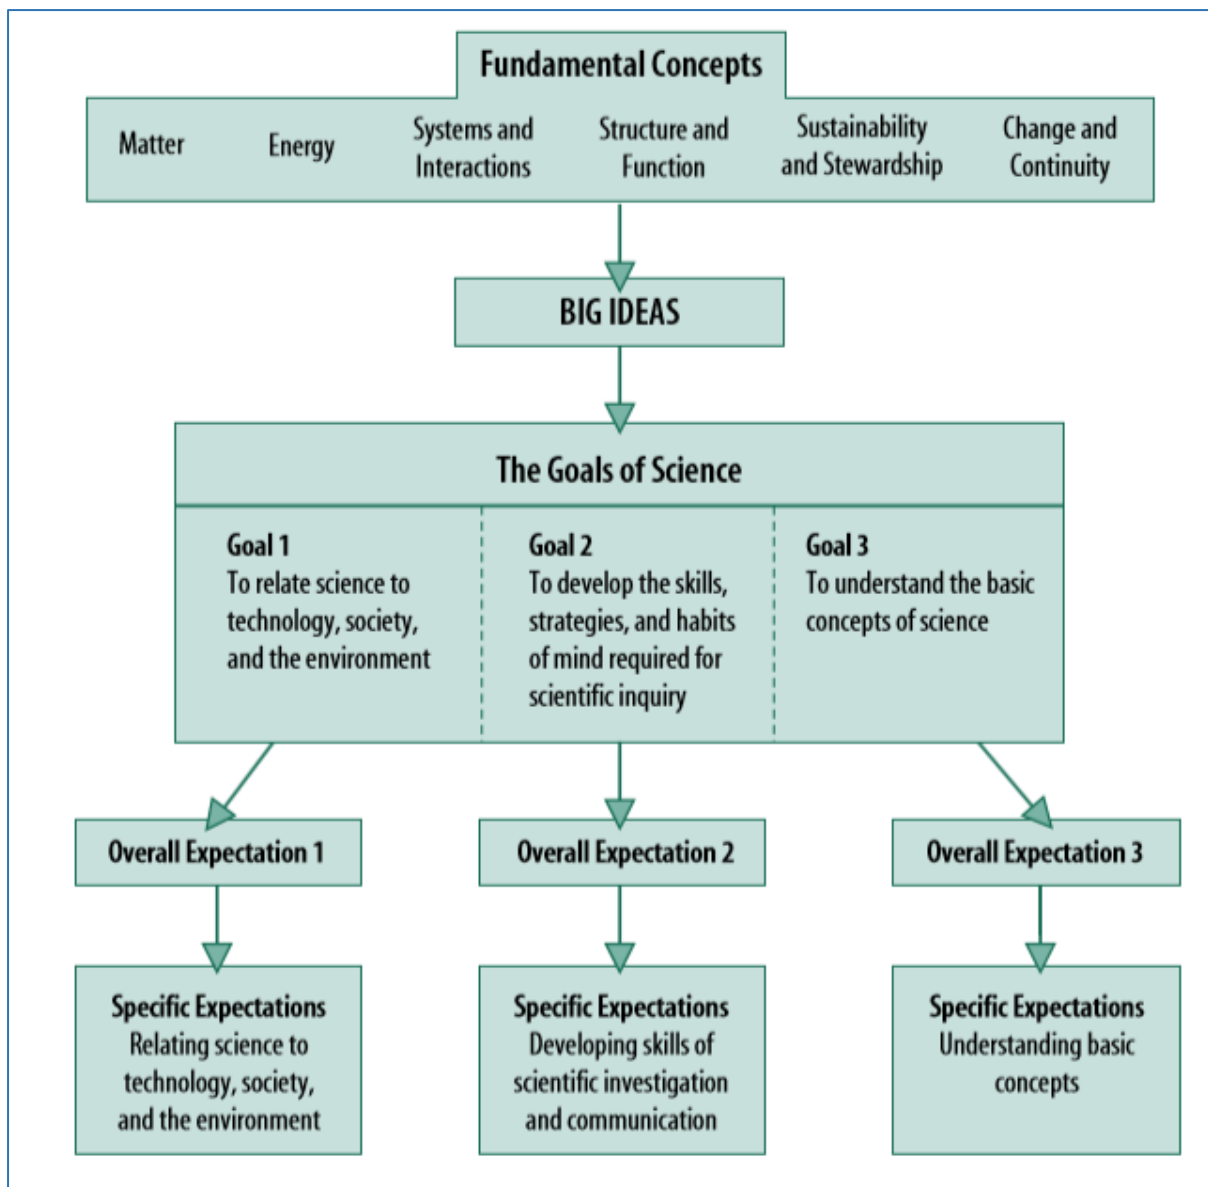 Fundamental Concepts
Matter
Energy
Systems and
Interactions
Structure and
Function
Sustainability
and Stewardship
Change and
Continuity
BIG IDEAS
The Goals of Science
Goal 1
To relate science to
technology, society,
and the environment
Goal 2
To develop the skills,
strategies, and habits
of mind required for
scientific inquiry
Goal 3
To understand the basic
concepts of science
Overall Expectation 1
Overall Expectation 2
Overall Expectation 3
Specific Expectations
Relating science to
technology, society,
and the environment
Specific Expectations
Developing skills of
scientific investigation
and communication
Specific Expectations
Understanding basic
concepts